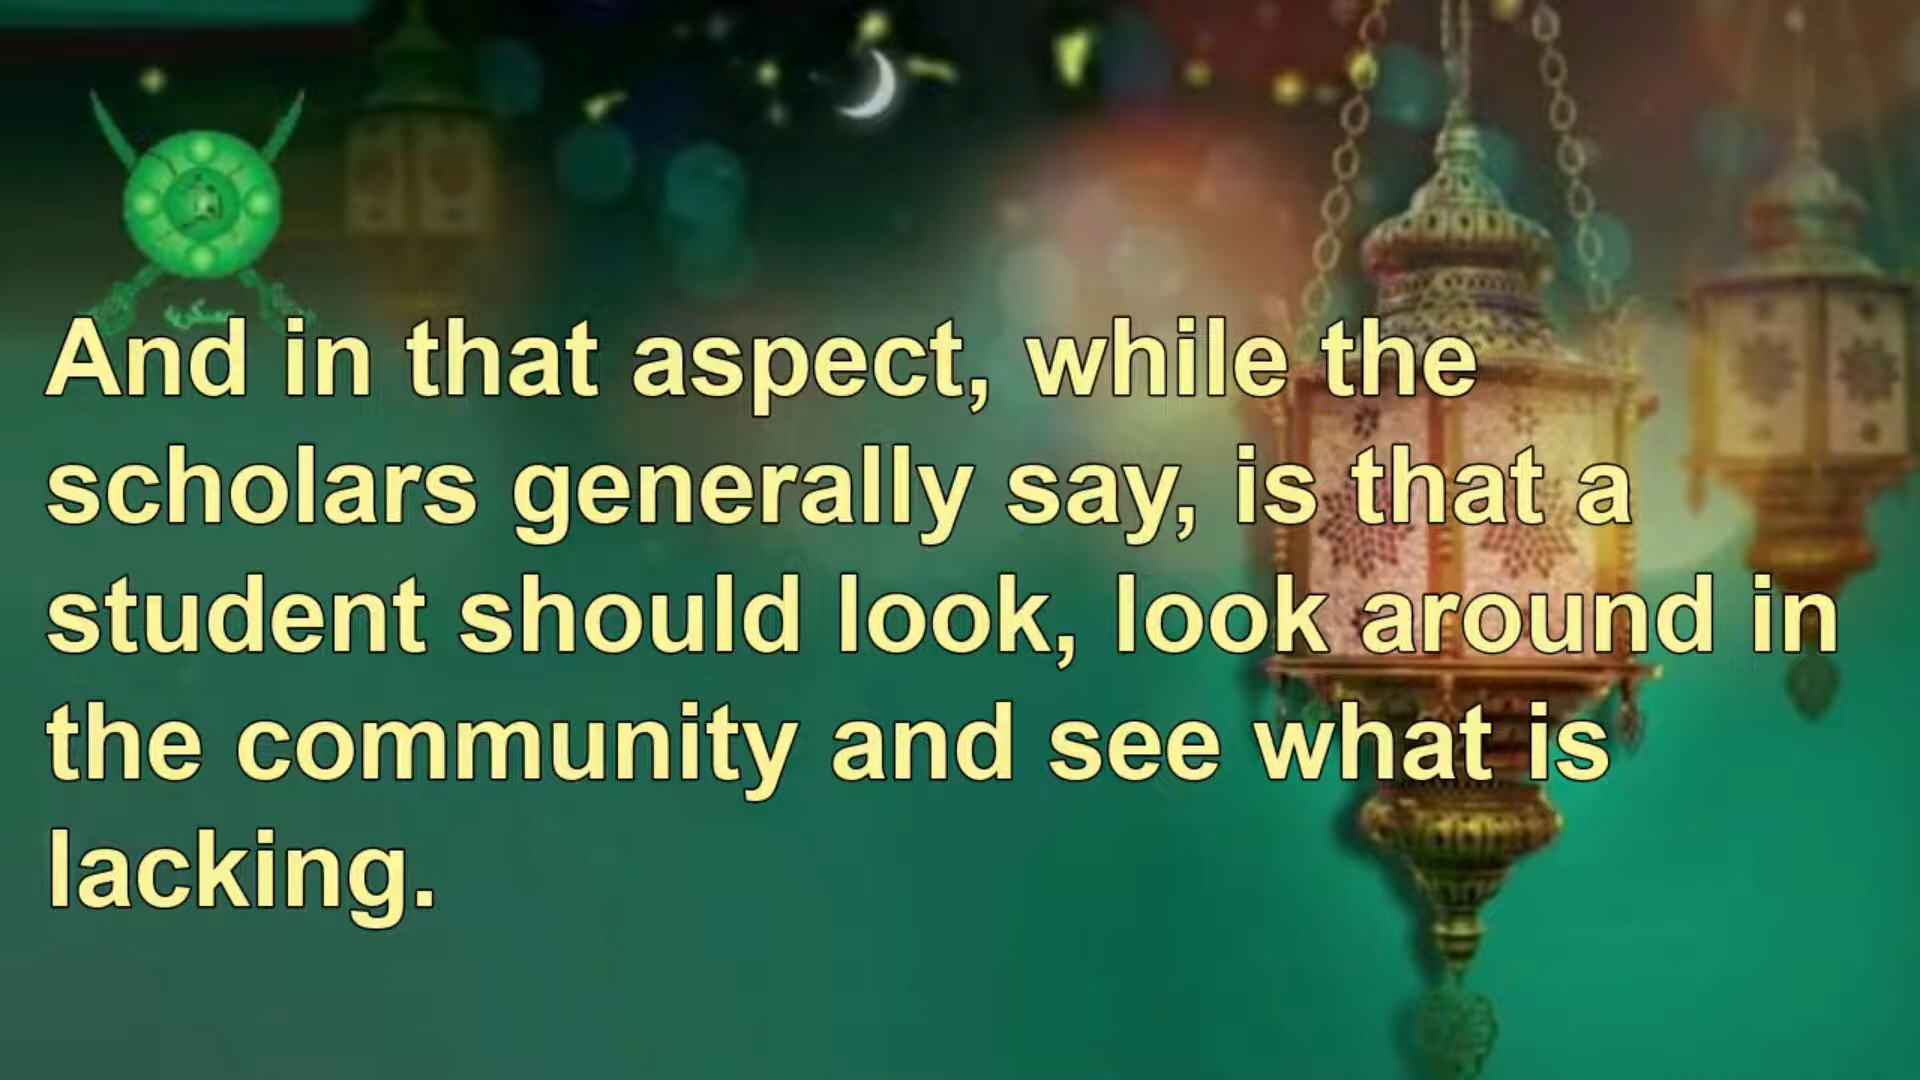 And in that aspect, while the
scholars generally say, is that a
student should look, look around in
the community and see what is
lacking.